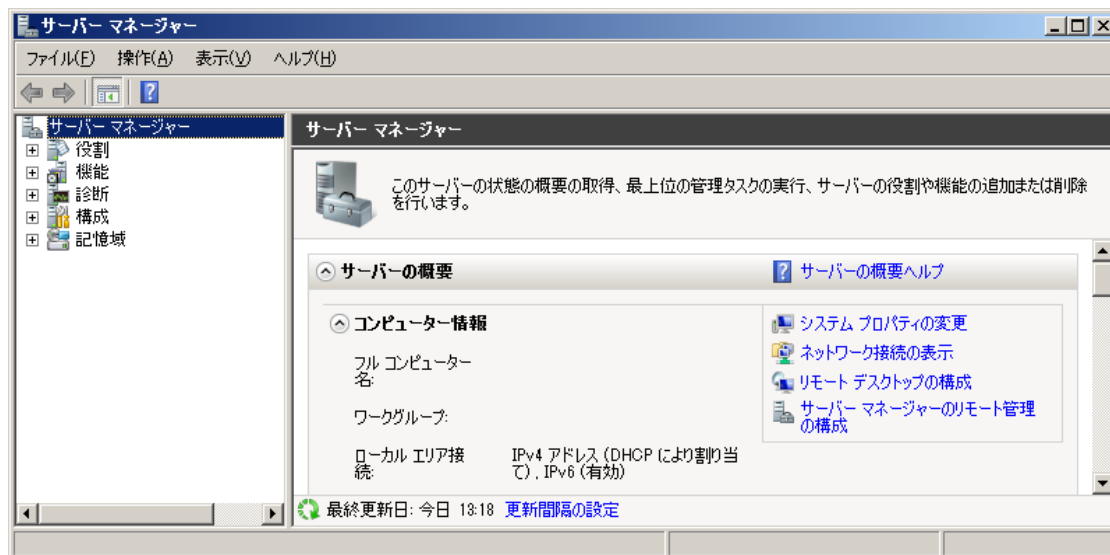 サーバー マネージャー
ファイル(F) 操作(A) 表示(V) ヘルプ(H)
サーバー マネージャー
役割
機能
診断
構成
記憶域
サーバー マネージャー
このサーバーの状態の概要の取得、最上位の管理タスクの実行、サーバーの役割や機能の追加または削除
を行います。
サーバーの概要
サーバーの概要ヘルプ
コンピューター情報
フル コンピューター
名:
ワークグループ:
ローカル エリア接
続:
IPv4 アドレス (DHCP により割り当
て), IPv6 (有効)
システム プロパティの変更
ネットワーク接続の表示
リモート デスクトップの構成
サーバー マネージャーのリモート管理
の構成
最終更新日: 今日 13:18 更新間隔の設定